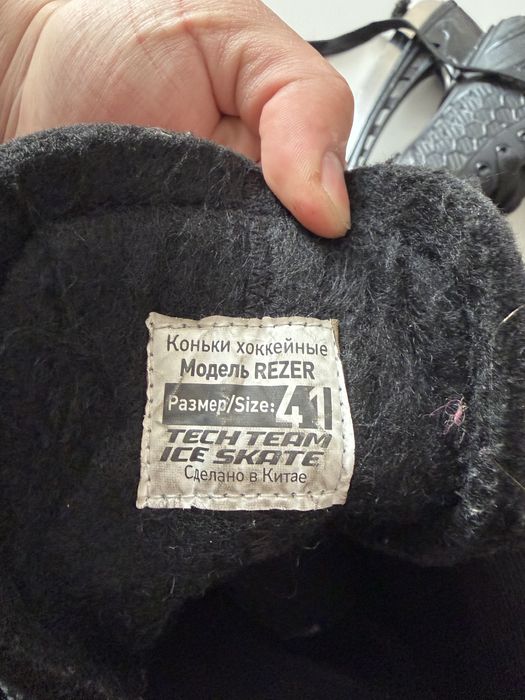 Коньки хоккейные
Модель REZER
Размер/Size: 41
TECH TEAM
ICE SKATE
Сделано в Китае